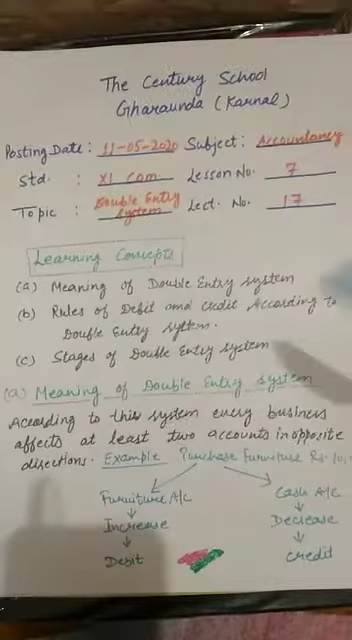 The Century School
Gharaunda (Karnal)
Posting Date : 11-05-2020 Subject : Accountancy
Std. : XI Com. Lesson No. 7
Topic : Double Entry System Lect. No. 17
Learning Concepts
(a) Meaning of Double Entry system
(b) Rules of Debit and Credit According to
Double Entry system.
(c) Stages of Double Entry system
(a) Meaning of Double Entry system
According to this system every business
affects at least two accounts in opposite
directions. Example Purchase Furniture Rs. 10,
Furniture A/C Cash A/C
Increase Decrease
Debit Credit